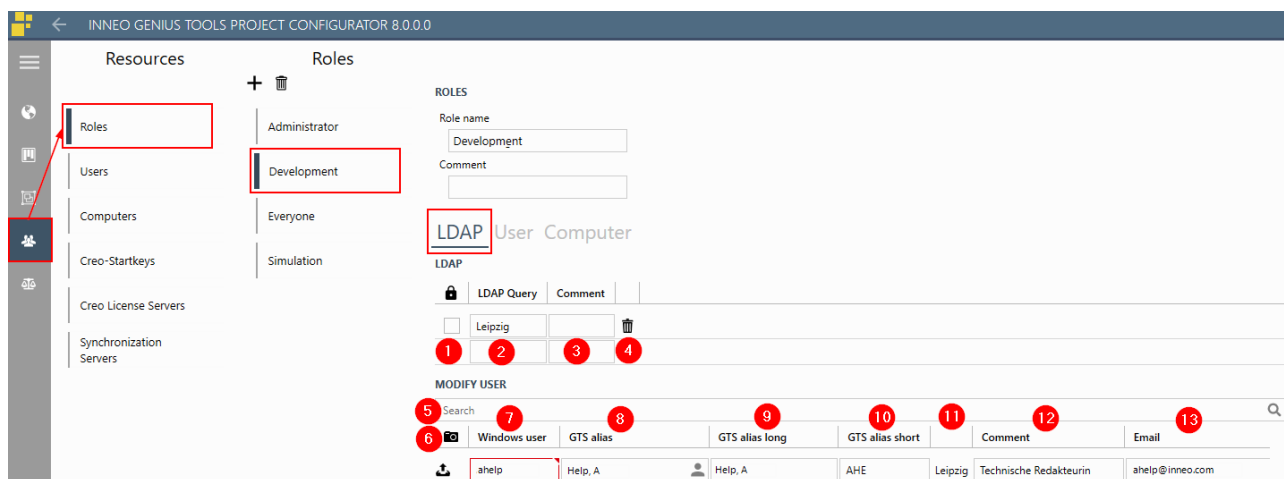 INNEO GENIUS TOOLS PROJECT CONFIGURATOR 8.0.0.0
Resources
Roles
Users
Computers
Creo-Startkeys
Creo License Servers
Synchronization
Servers
Roles
Administrator
Development
Everyone
Simulation
ROLES
Role name
Development
Comment
LDAP User Computer
LDAP
LDAP Query Comment
Leipzig
1 2 3 4
MODIFY USER
5 Search
7 8 9 10 11 12 13
6 Windows user GTS alias GTS alias long GTS alias short Comment Email
ahelp Help, A Help, A AHE Leipzig Technische Redakteurin ahelp@inneo.com